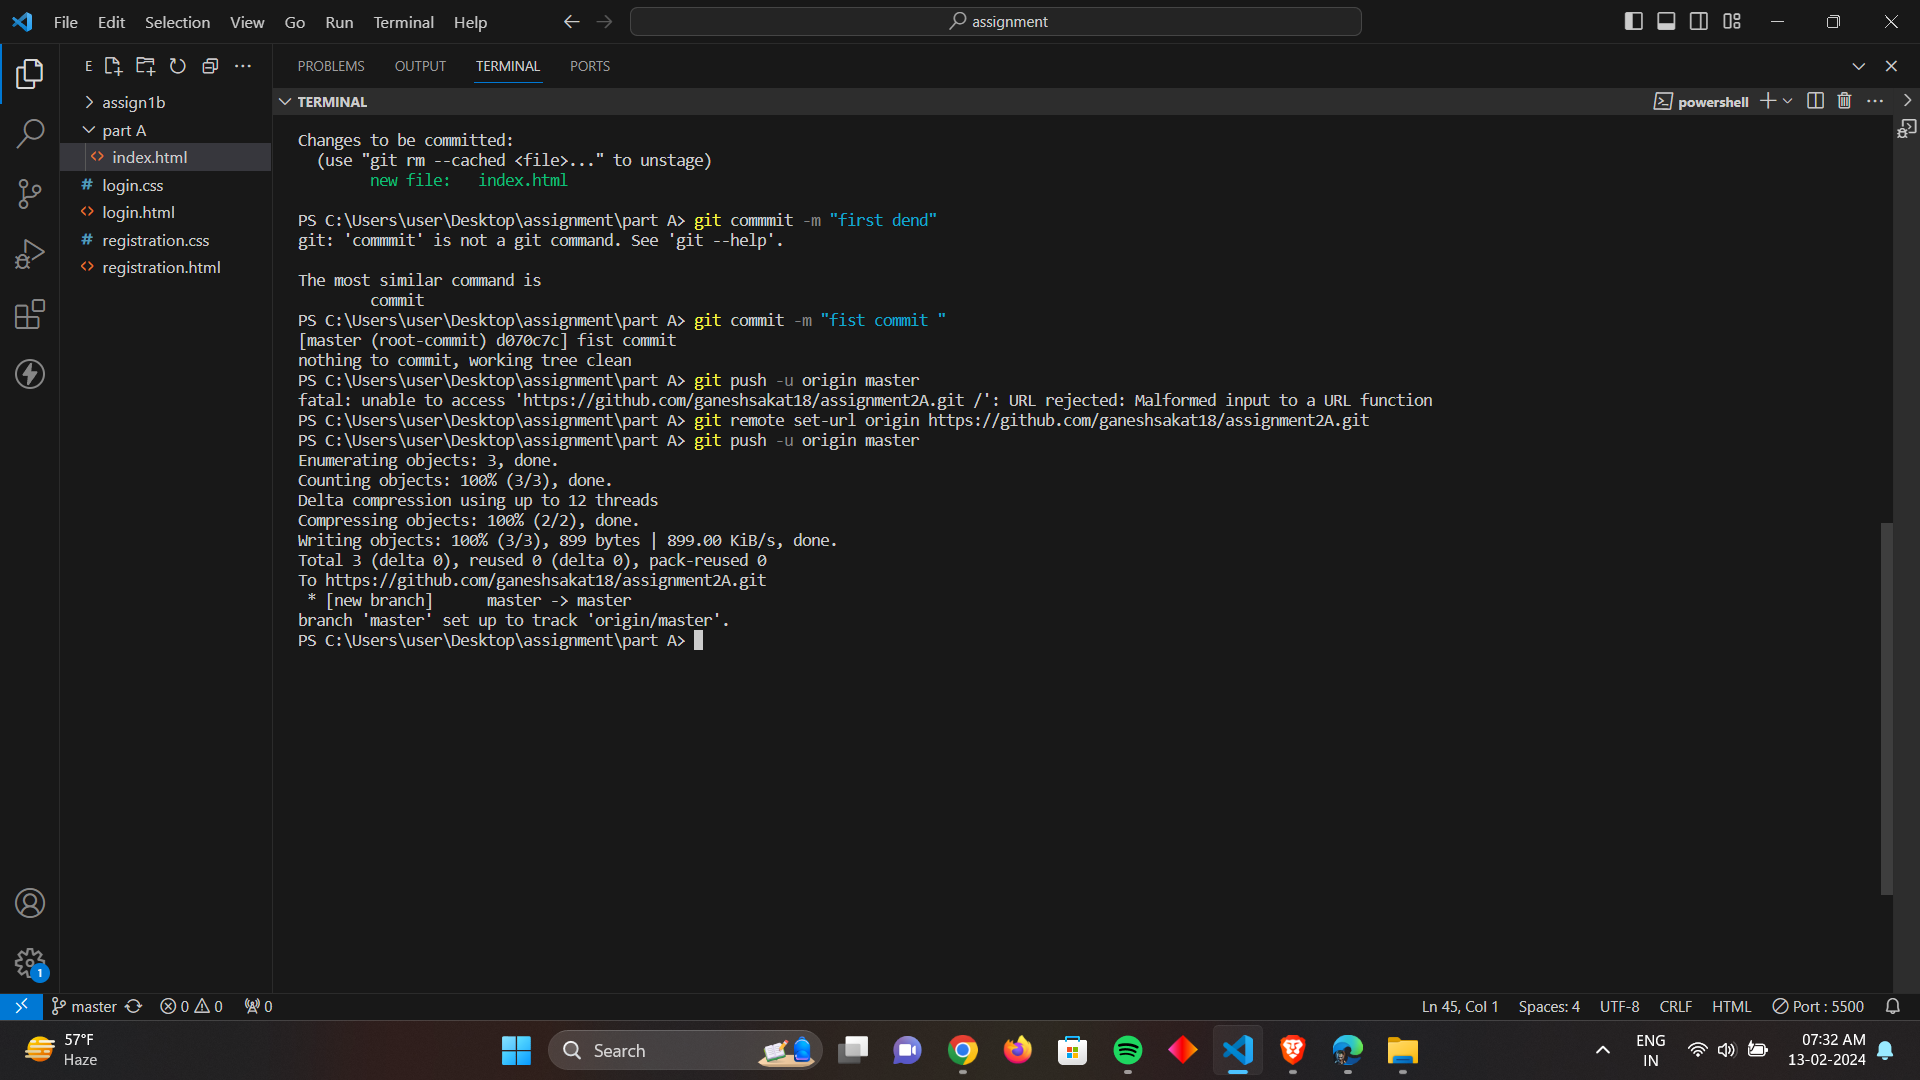 File Edit Selection View Go Run Terminal Help
assignment
E
assign1b
part A
index.html
login.css
login.html
registration.css
registration.html
PROBLEMS OUTPUT TERMINAL PORTS
TERMINAL
powershell
Changes to be committed:
  (use "git rm --cached <file>..." to unstage)
        new file:   index.html

PS C:\Users\user\Desktop\assignment\part A> git commmit -m "first dend"
git: 'commmit' is not a git command. See 'git --help'.

The most similar command is
        commit
PS C:\Users\user\Desktop\assignment\part A> git commit -m "fist commit "
[master (root-commit) d070c7c] fist commit
nothing to commit, working tree clean
PS C:\Users\user\Desktop\assignment\part A> git push -u origin master
fatal: unable to access 'https://github.com/ganeshsakat18/assignment2A.git /': URL rejected: Malformed input to a URL function
PS C:\Users\user\Desktop\assignment\part A> git remote set-url origin https://github.com/ganeshsakat18/assignment2A.git
PS C:\Users\user\Desktop\assignment\part A> git push -u origin master
Enumerating objects: 3, done.
Counting objects: 100% (3/3), done.
Delta compression using up to 12 threads
Compressing objects: 100% (2/2), done.
Writing objects: 100% (3/3), 899 bytes | 899.00 KiB/s, done.
Total 3 (delta 0), reused 0 (delta 0), pack-reused 0
To https://github.com/ganeshsakat18/assignment2A.git
 * [new branch]      master -> master
branch 'master' set up to track 'origin/master'.
PS C:\Users\user\Desktop\assignment\part A>
1
master 0 0 0
Ln 45, Col 1 Spaces: 4 UTF-8 CRLF HTML Port : 5500
57°F
Haze
Search
ENG
IN
07:32 AM
13-02-2024